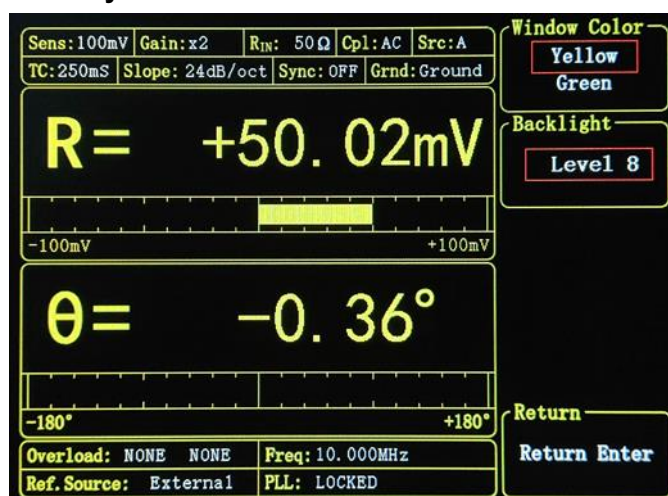 Sens:100mV Gain:x2 RIN: 50Ω Cpl:AC Src:A
TC:250mS Slope: 24dB/oct Sync:OFF Grnd:Ground
R= +50.02mV
-100mV +100mV
θ= -0.36°
-180° +180°
Overload: NONE NONE Freq:10.000MHz
Ref.Source: External PLL: LOCKED
Window Color
Yellow
Green
Backlight
Level 8
Return
Return Enter